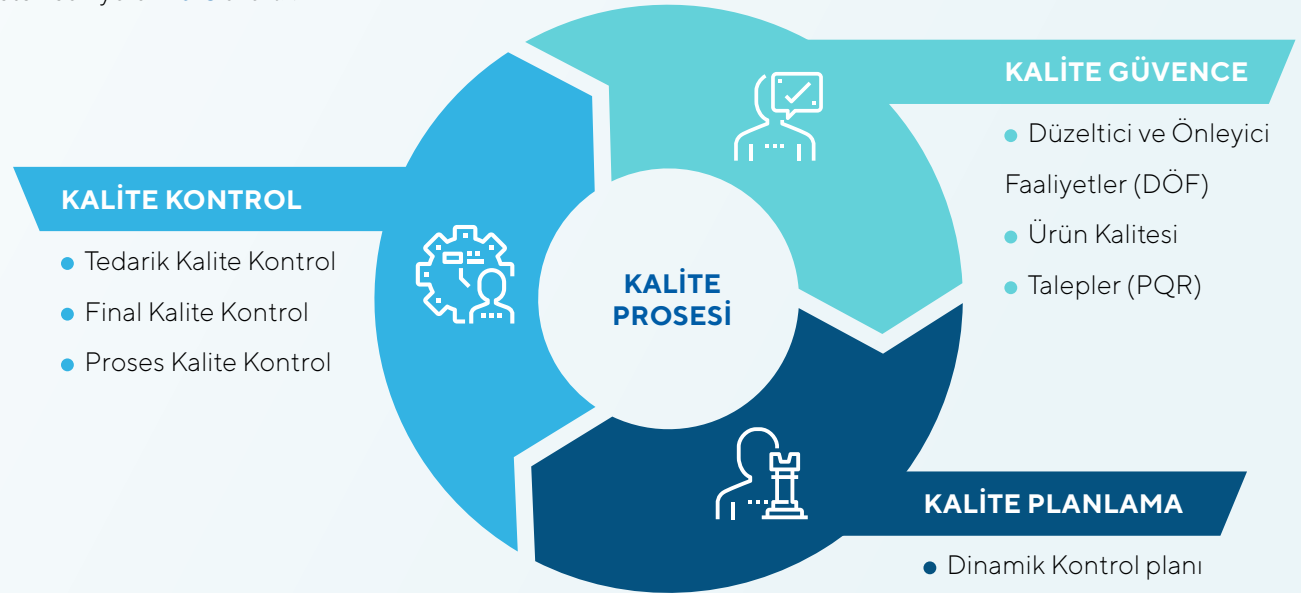 KALİTE KONTROL
Tedarik Kalite Kontrol
Final Kalite Kontrol
Proses Kalite Kontrol
KALİTE
PROSESİ
KALİTE GÜVENCE
Düzeltici ve Önleyici
Faaliyetler (DÖF)
Ürün Kalitesi
Talepler (PQR)
KALİTE PLANLAMA
Dinamik Kontrol planı